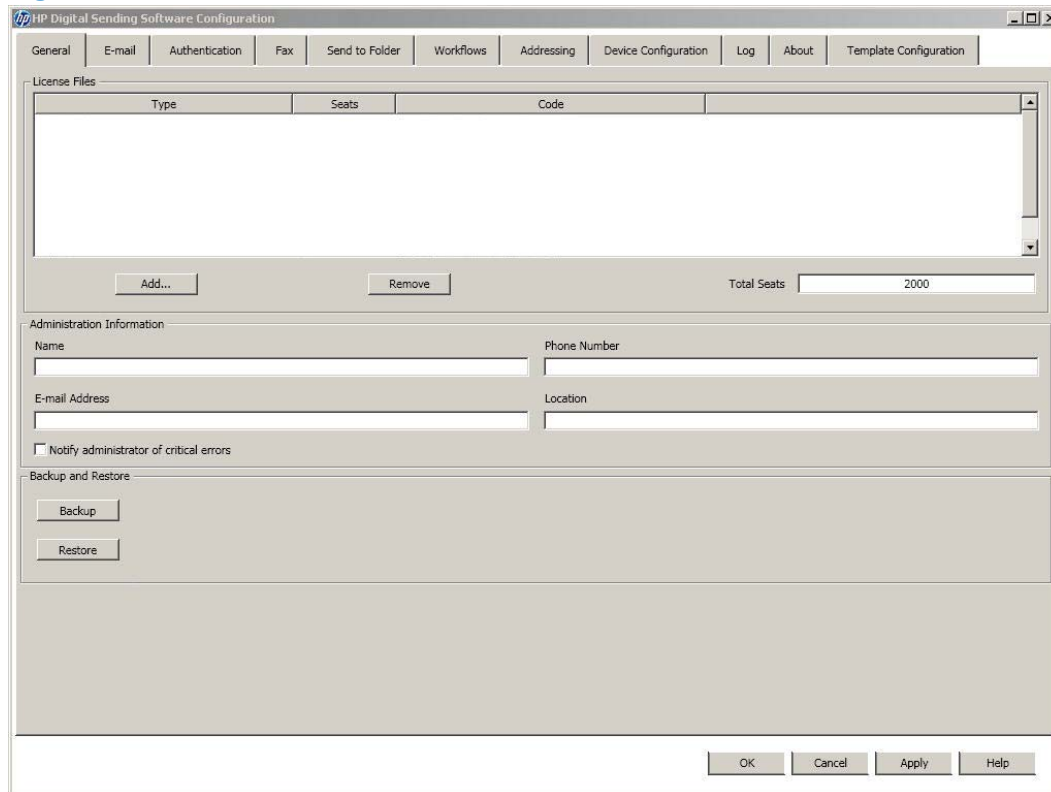 hp HP Digital Sending Software Configuration
General E-mail Authentication Fax Send to Folder Workflows Addressing Device Configuration Log About Template Configuration
License Files
Type Seats Code
Add... Remove Total Seats 2000
Administration Information
Name Phone Number
E-mail Address Location
Notify administrator of critical errors
Backup and Restore
Backup
Restore
OK Cancel Apply Help